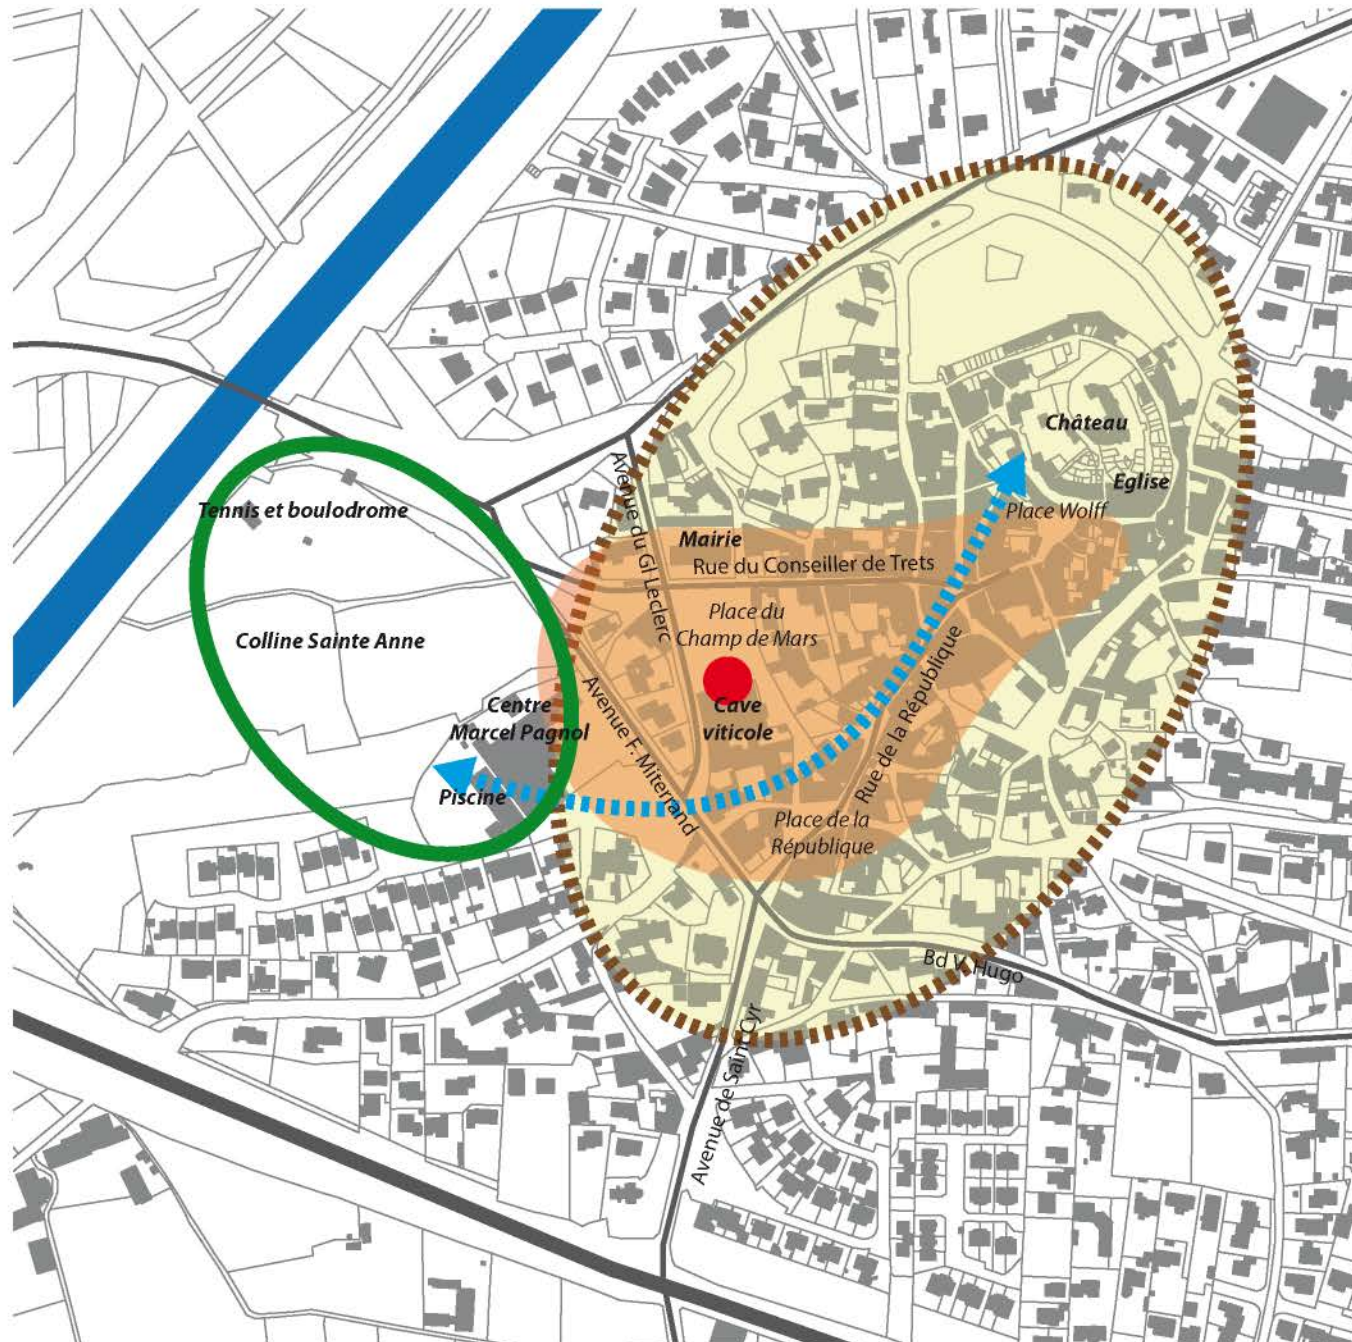 Château
Avenue du Gl Leclerc
Eglise
Tennis et boulodrome
Place Wolff
Mairie
Rue du Conseiller de Trets
Place du
Champ de Mars
Colline Sainte Anne
Rue de la République
Avenue F. Miterrand
Centre
Marcel Pagnol
Cave
viticole
Piscine
Place de la
République
Bd V. Hugo
Avenue de Saint Cyr